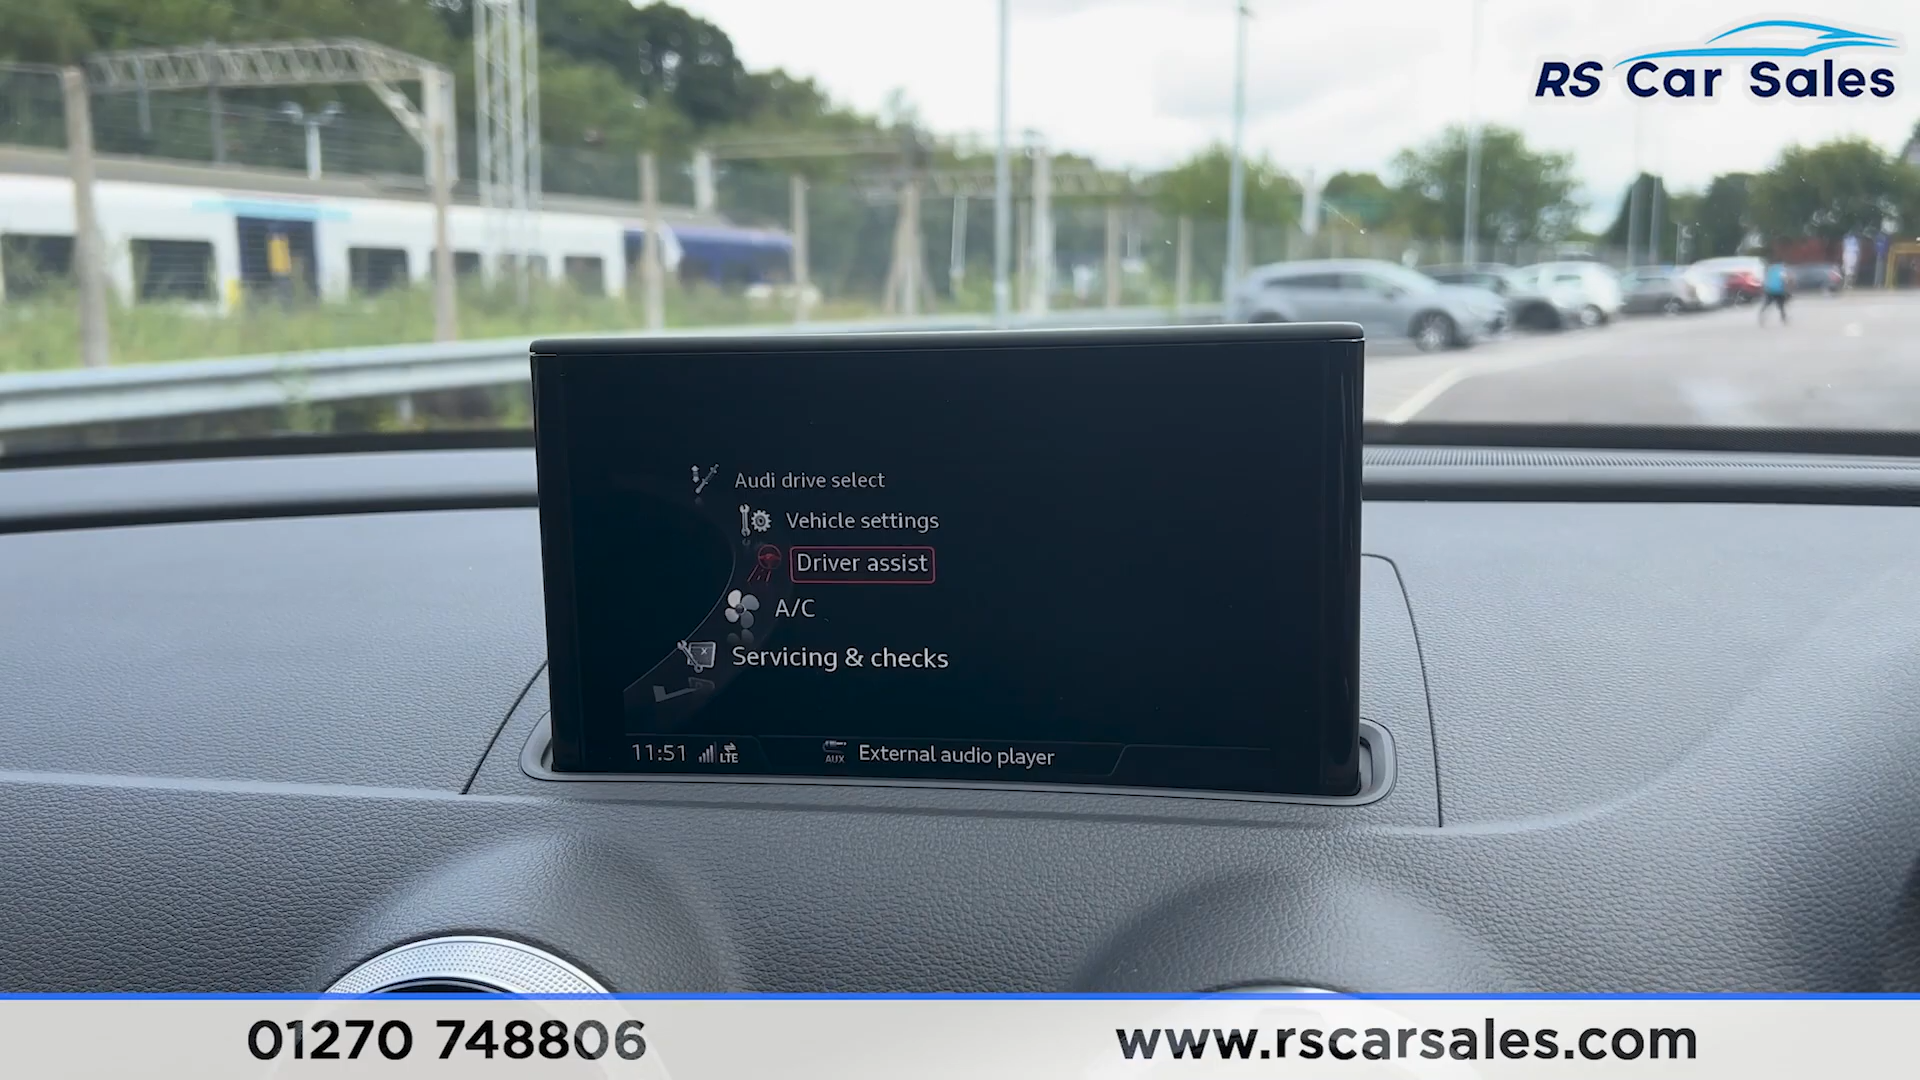 RS Car Sales
Audi drive select
Vehicle settings
Driver assist
A/C
Servicing & checks
11:51 LTE AUX External audio player
01270 748806 www.rscarsales.com